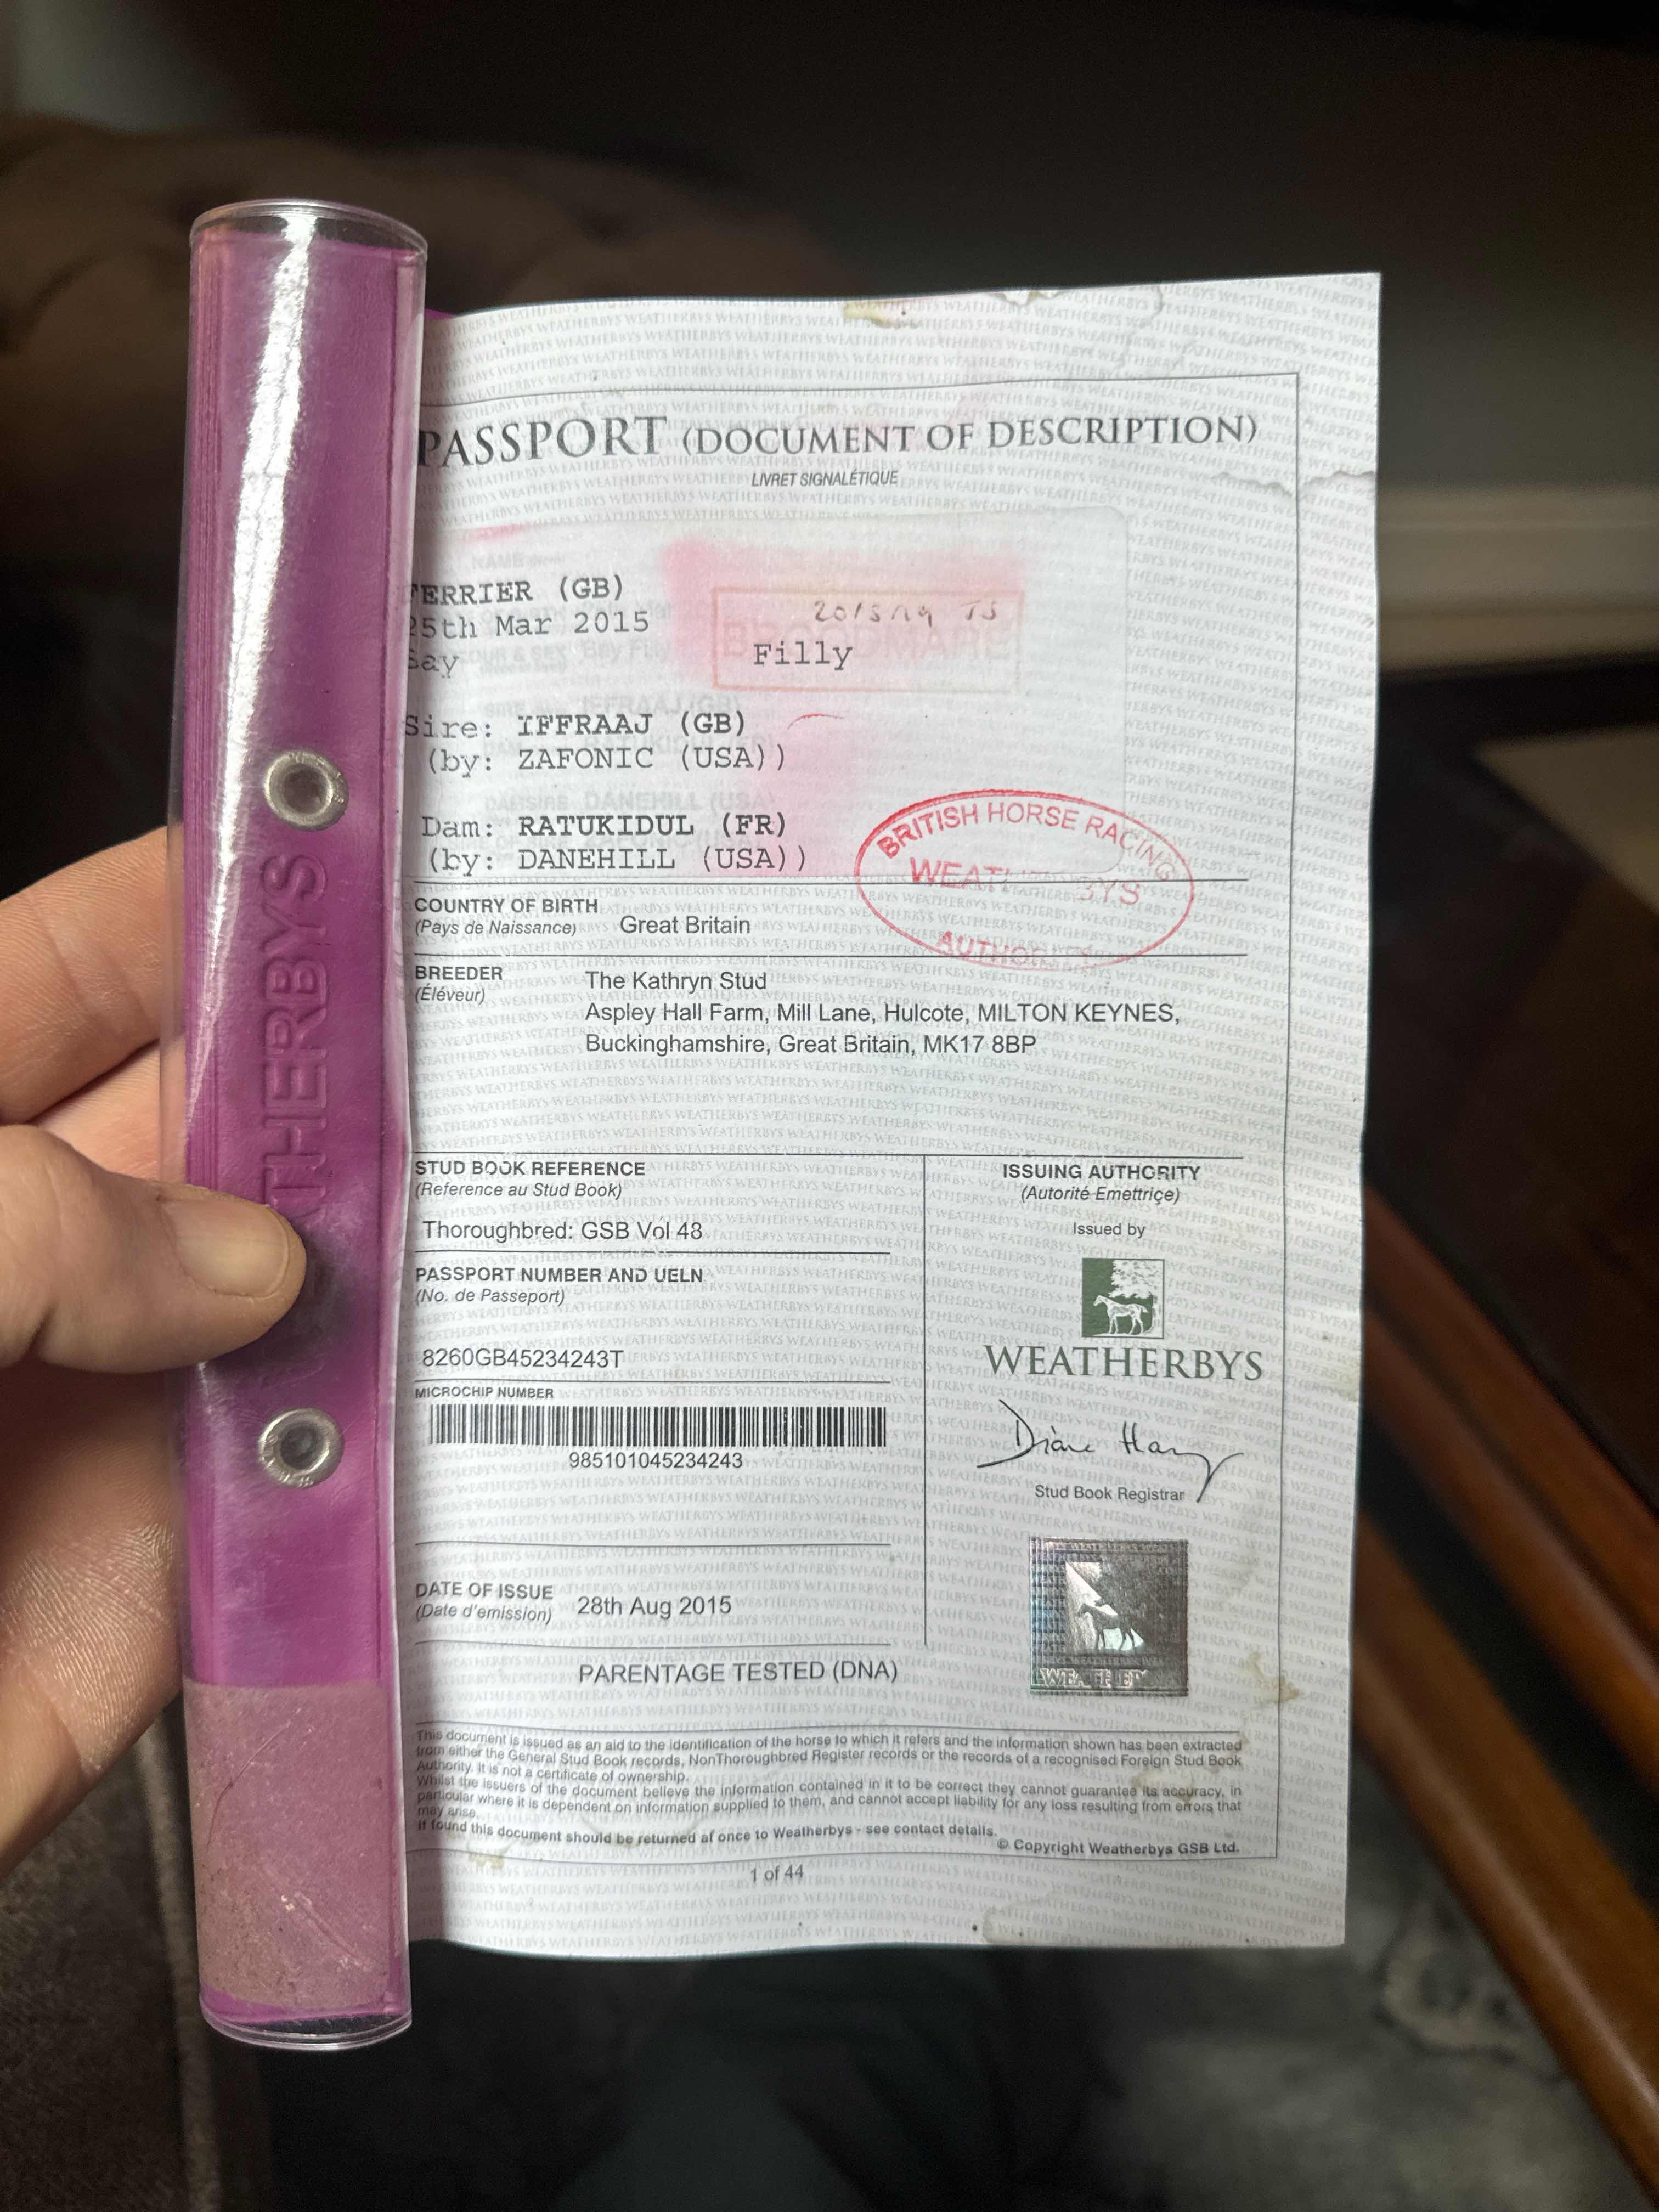 WEATHERBYS
PASSPORT (DOCUMENT OF DESCRIPTION)
LIVRET SIGNALÉTIQUE
FERRIER (GB)
25th Mar 2015
Bay
Filly
BROODMARE
20/5/19 TS
Sire: IFFRAAJ (GB)
(by: ZAFONIC (USA))
Dam: RATUKIDUL (FR)
(by: DANEHILL (USA))
BRITISH HORSE RACING
WEATHERBYS
AUTHORITY
COUNTRY OF BIRTH
(Pays de Naissance) Great Britain
BREEDER
(Éléveur)
The Kathryn Stud
Aspley Hall Farm, Mill Lane, Hulcote, MILTON KEYNES,
Buckinghamshire, Great Britain, MK17 8BP
STUD BOOK REFERENCE
(Reference au Stud Book)
Thoroughbred: GSB Vol 48
PASSPORT NUMBER AND UELN
(No. de Passeport)
8260GB45234243T
MICROCHIP NUMBER
985101045234243
DATE OF ISSUE
(Date d'emission) 28th Aug 2015
PARENTAGE TESTED (DNA)
ISSUING AUTHORITY
(Autorité Emettriçe)
Issued by
WEATHERBYS
Stud Book Registrar
This document is issued as an aid to the identification of the horse to which it refers and the information shown has been extracted
from either the General Stud Book records, NonThoroughbred Register records or the records of a recognised Foreign Stud Book
Authority. It is not a certificate of ownership.
Whilst the issuers of the document believe the information contained in it to be correct they cannot guarantee its accuracy, in
particular where it is dependent on information supplied to them, and cannot accept liability for any loss resulting from errors that
may arise.
If found this document should be returned at once to Weatherbys - see contact details.
© Copyright Weatherbys GSB Ltd.
1 of 44